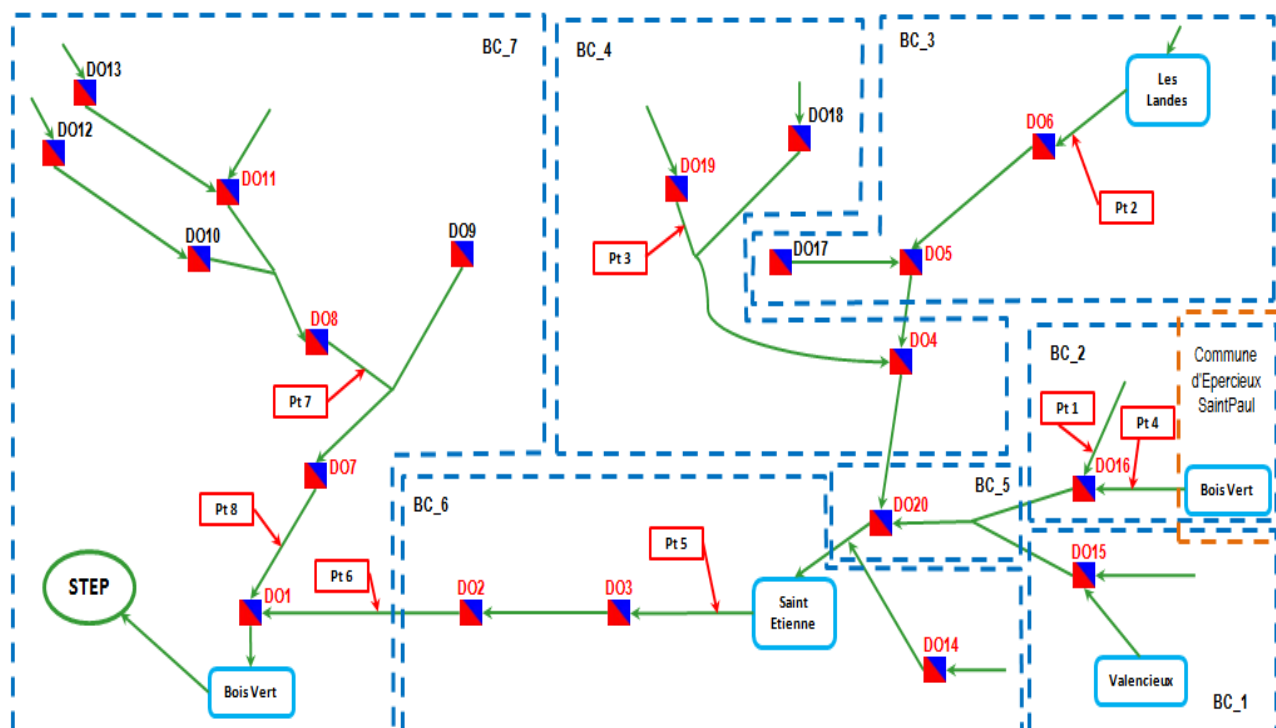 BC_7
BC_4
BC_3
DO13
DO12
DO11
DO10
DO9
DO8
Pt 7
DO7
Pt 8
DO18
DO19
Pt 3
Les
Landes
DO6
Pt 2
DO17
DO5
DO4
BC_2
Commune
d'Epercieux
SaintPaul
Pt 1
Pt 4
DO16
Bois Vert
BC_5
DO20
BC_6
Pt 5
Pt 6
STEP
DO1
DO2
DO3
Saint
Etienne
DO15
DO14
Bois Vert
Valencieux
BC_1